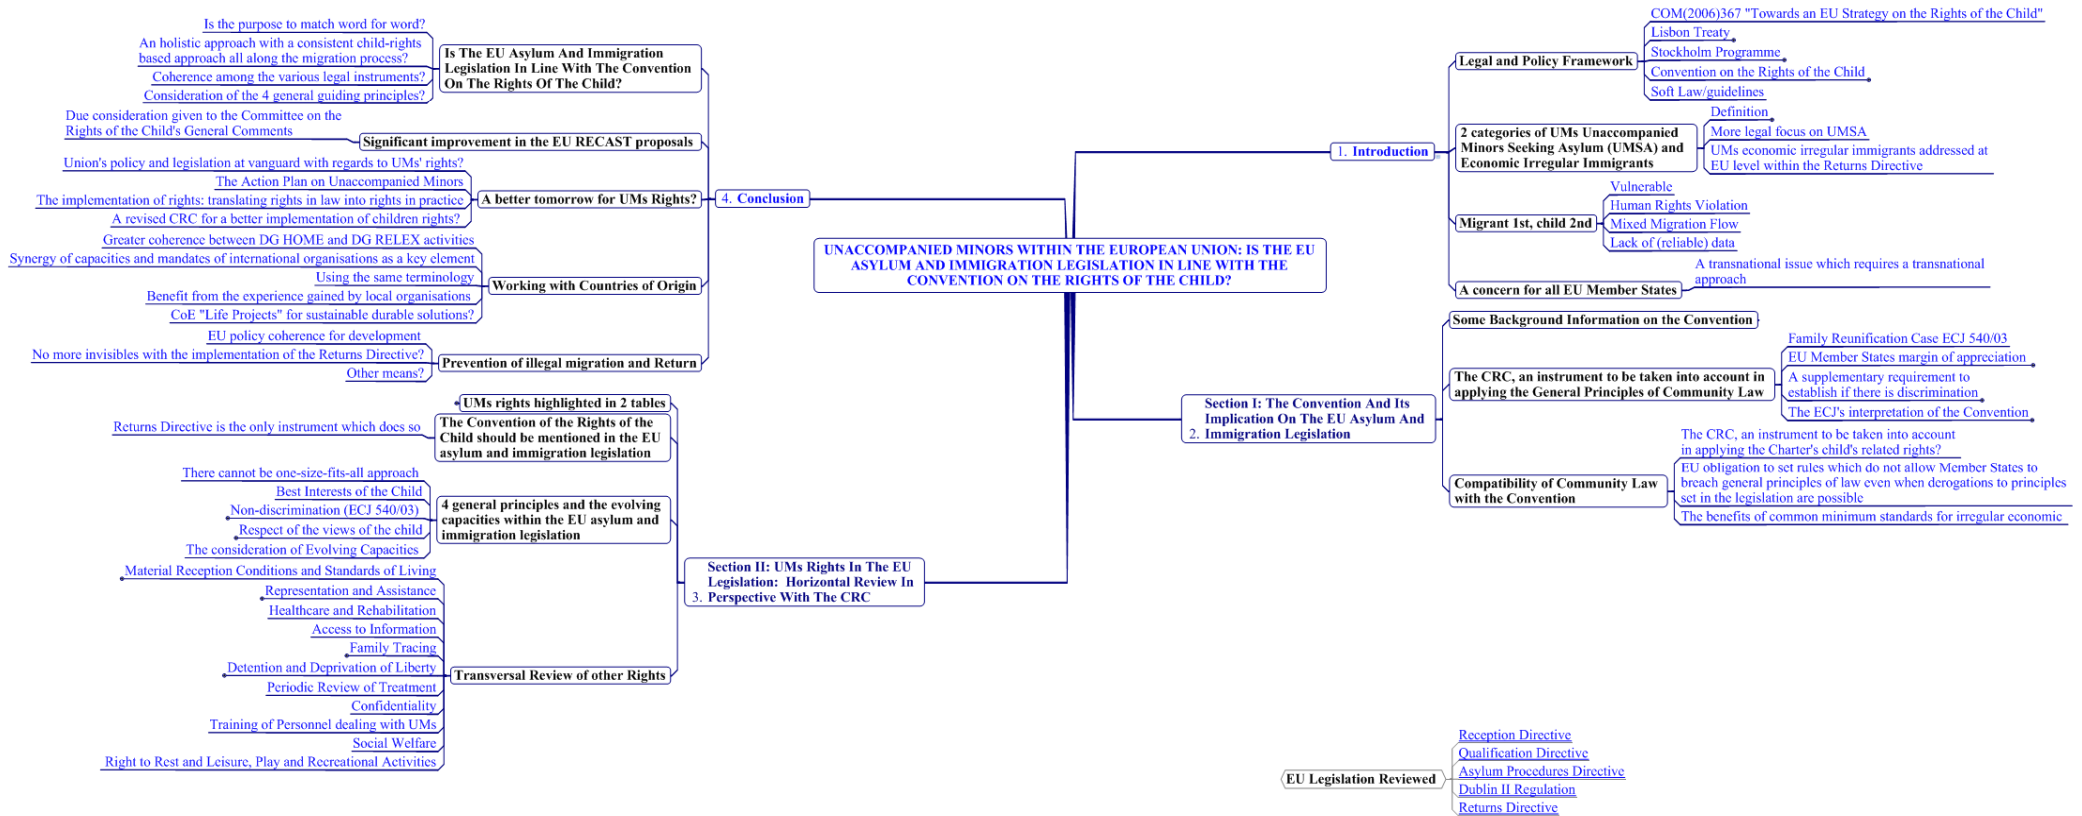 UNACCOMPANIED MINORS WITHIN THE EUROPEAN UNION: IS THE EU
ASYLUM AND IMMIGRATION LEGISLATION IN LINE WITH THE
CONVENTION ON THE RIGHTS OF THE CHILD?
1. Introduction
Legal and Policy Framework
COM(2006)367 "Towards an EU Strategy on the Rights of the Child"
Lisbon Treaty
Stockholm Programme
Convention on the Rights of the Child
Soft Law/guidelines
2 categories of UMs Unaccompanied
Minors Seeking Asylum (UMSA) and
Economic Irregular Immigrants
Definition
More legal focus on UMSA
UMs economic irregular immigrants addressed at
EU level within the Returns Directive
Migrant 1st, child 2nd
Vulnerable
Human Rights Violation
Mixed Migration Flow
Lack of (reliable) data
A concern for all EU Member States
A transnational issue which requires a transnational
approach
Section I: The Convention And Its
Implication On The EU Asylum And
2. Immigration Legislation
Some Background Information on the Convention
The CRC, an instrument to be taken into account in
applying the General Principles of Community Law
Family Reunification Case ECJ 540/03
EU Member States margin of appreciation
A supplementary requirement to
establish if there is discrimination
The ECJ's interpretation of the Convention
Compatibility of Community Law
with the Convention
The CRC, an instrument to be taken into account
in applying the Charter's child's related rights?
EU obligation to set rules which do not allow Member States to
breach general principles of law even when derogations to principles
set in the legislation are possible
The benefits of common minimum standards for irregular economic
Section II: UMs Rights In The EU
Legislation: Horizontal Review In
3. Perspective With The CRC
UMs rights highlighted in 2 tables
The Convention of the Rights of the
Child should be mentioned in the EU
asylum and immigration legislation
Returns Directive is the only instrument which does so
4 general principles and the evolving
capacities within the EU asylum and
immigration legislation
There cannot be one-size-fits-all approach
Best Interests of the Child
Non-discrimination (ECJ 540/03)
Respect of the views of the child
The consideration of Evolving Capacities
Transversal Review of other Rights
Material Reception Conditions and Standards of Living
Representation and Assistance
Healthcare and Rehabilitation
Access to Information
Family Tracing
Detention and Deprivation of Liberty
Periodic Review of Treatment
Confidentiality
Training of Personnel dealing with UMs
Social Welfare
Right to Rest and Leisure, Play and Recreational Activities
4. Conclusion
Is The EU Asylum And Immigration
Legislation In Line With The Convention
On The Rights Of The Child?
Is the purpose to match word for word?
An holistic approach with a consistent child-rights
based approach all along the migration process?
Coherence among the various legal instruments?
Consideration of the 4 general guiding principles?
Significant improvement in the EU RECAST proposals
Due consideration given to the Committee on the
Rights of the Child's General Comments
A better tomorrow for UMs Rights?
Union's policy and legislation at vanguard with regards to UMs' rights?
The Action Plan on Unaccompanied Minors
The implementation of rights: translating rights in law into rights in practice
A revised CRC for a better implementation of children rights?
Working with Countries of Origin
Greater coherence between DG HOME and DG RELEX activities
Synergy of capacities and mandates of international organisations as a key element
Using the same terminology
Benefit from the experience gained by local organisations
CoE "Life Projects" for sustainable durable solutions?
Prevention of illegal migration and Return
EU policy coherence for development
No more invisibles with the implementation of the Returns Directive?
Other means?
EU Legislation Reviewed
Reception Directive
Qualification Directive
Asylum Procedures Directive
Dublin II Regulation
Returns Directive